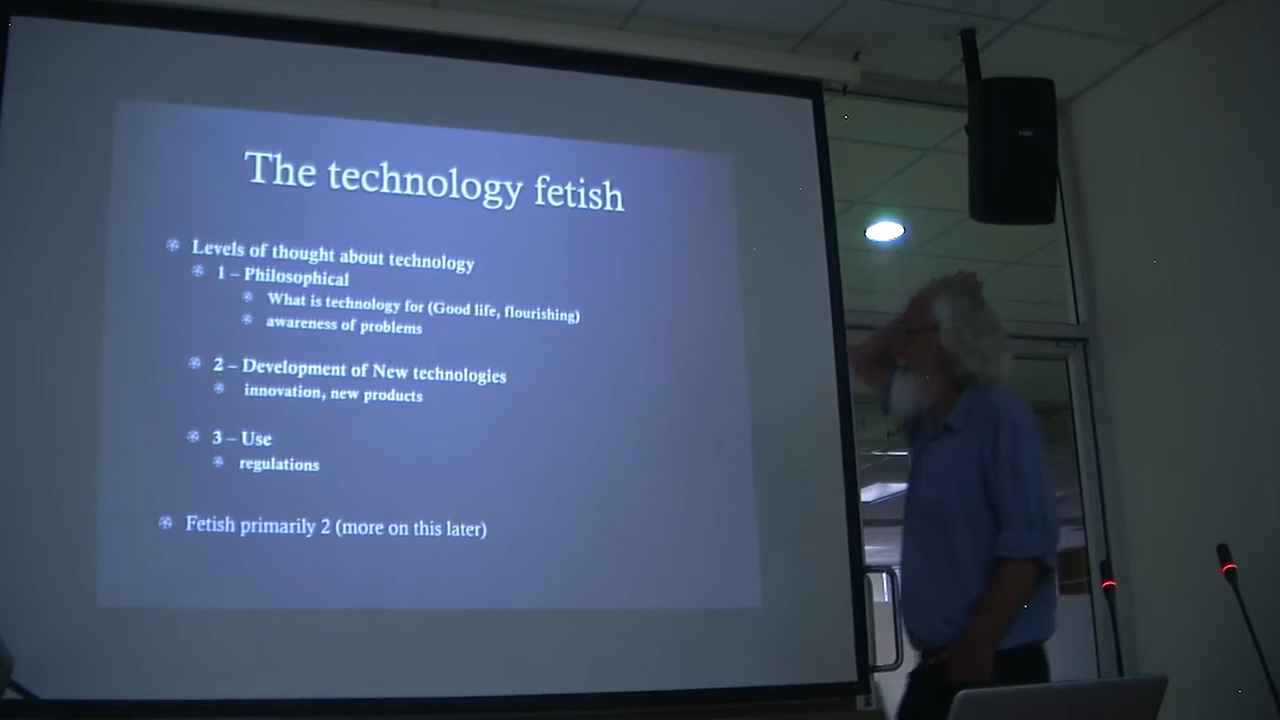 The technology fetish
Levels of thought about technology
1 – Philosophical
What is technology for (Good life, flourishing)
awareness of problems
2 – Development of New technologies
innovation, new products
3 – Use
regulations
Fetish primarily 2 (more on this later)